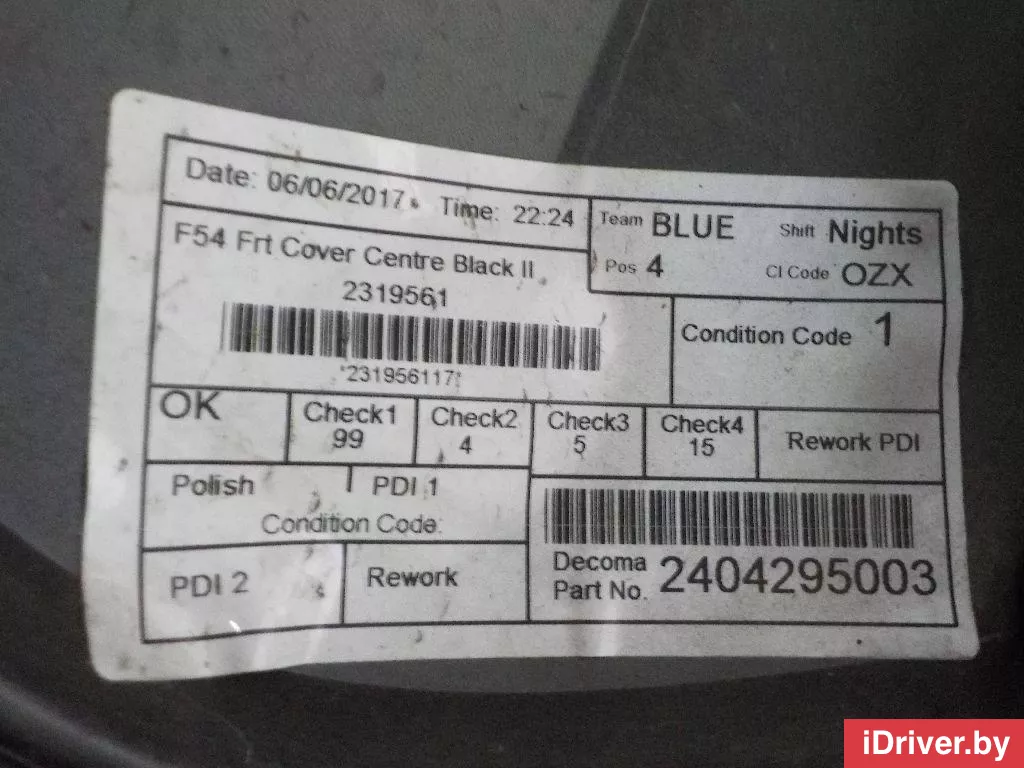 Date: 06/06/2017 Time: 22:24
Team BLUE Shift Nights
F54 Frt Cover Centre Black II
Pos 4 CI Code OZX
2319561
Condition Code 1
*231956117*
OK Check1 Check2 Check3 Check4 Rework PDI
99 4 5 15
Polish PDI 1
Condition Code:
PDI 2 Rework
Decoma
Part No. 2404295003
iDriver.by